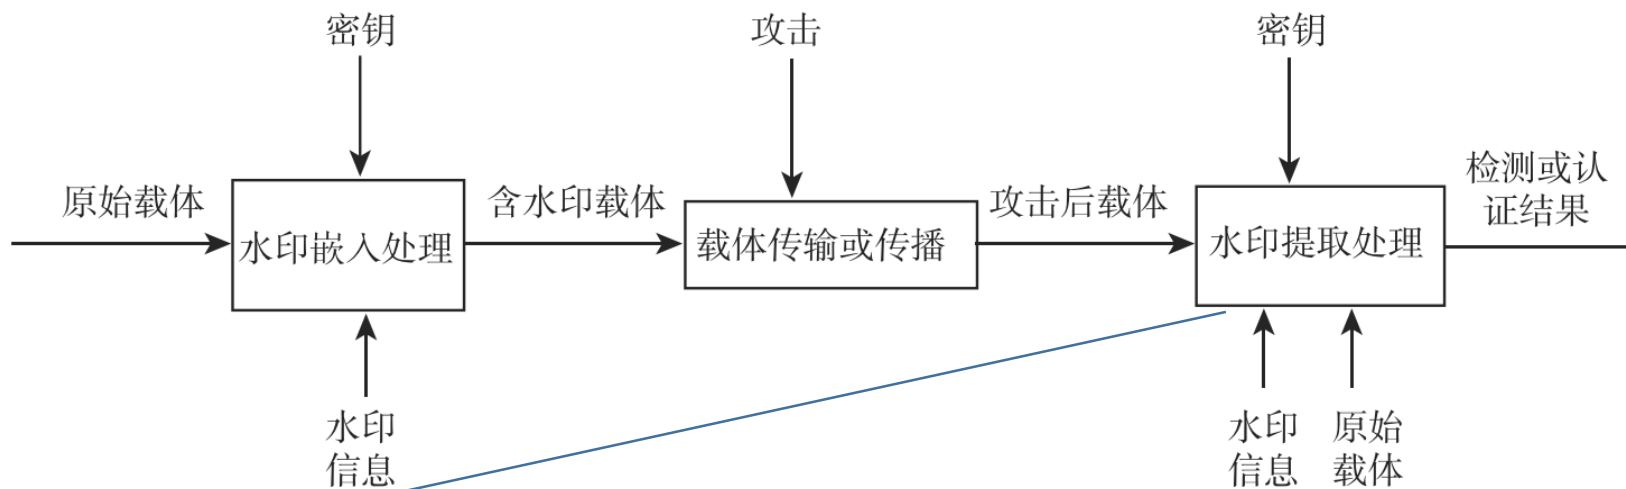 密钥
攻击
密钥
原始载体
含水印载体
攻击后载体
检测或认
证结果
水印嵌入处理
载体传输或传播
水印提取处理
水印
信息
水印
信息
原始
载体